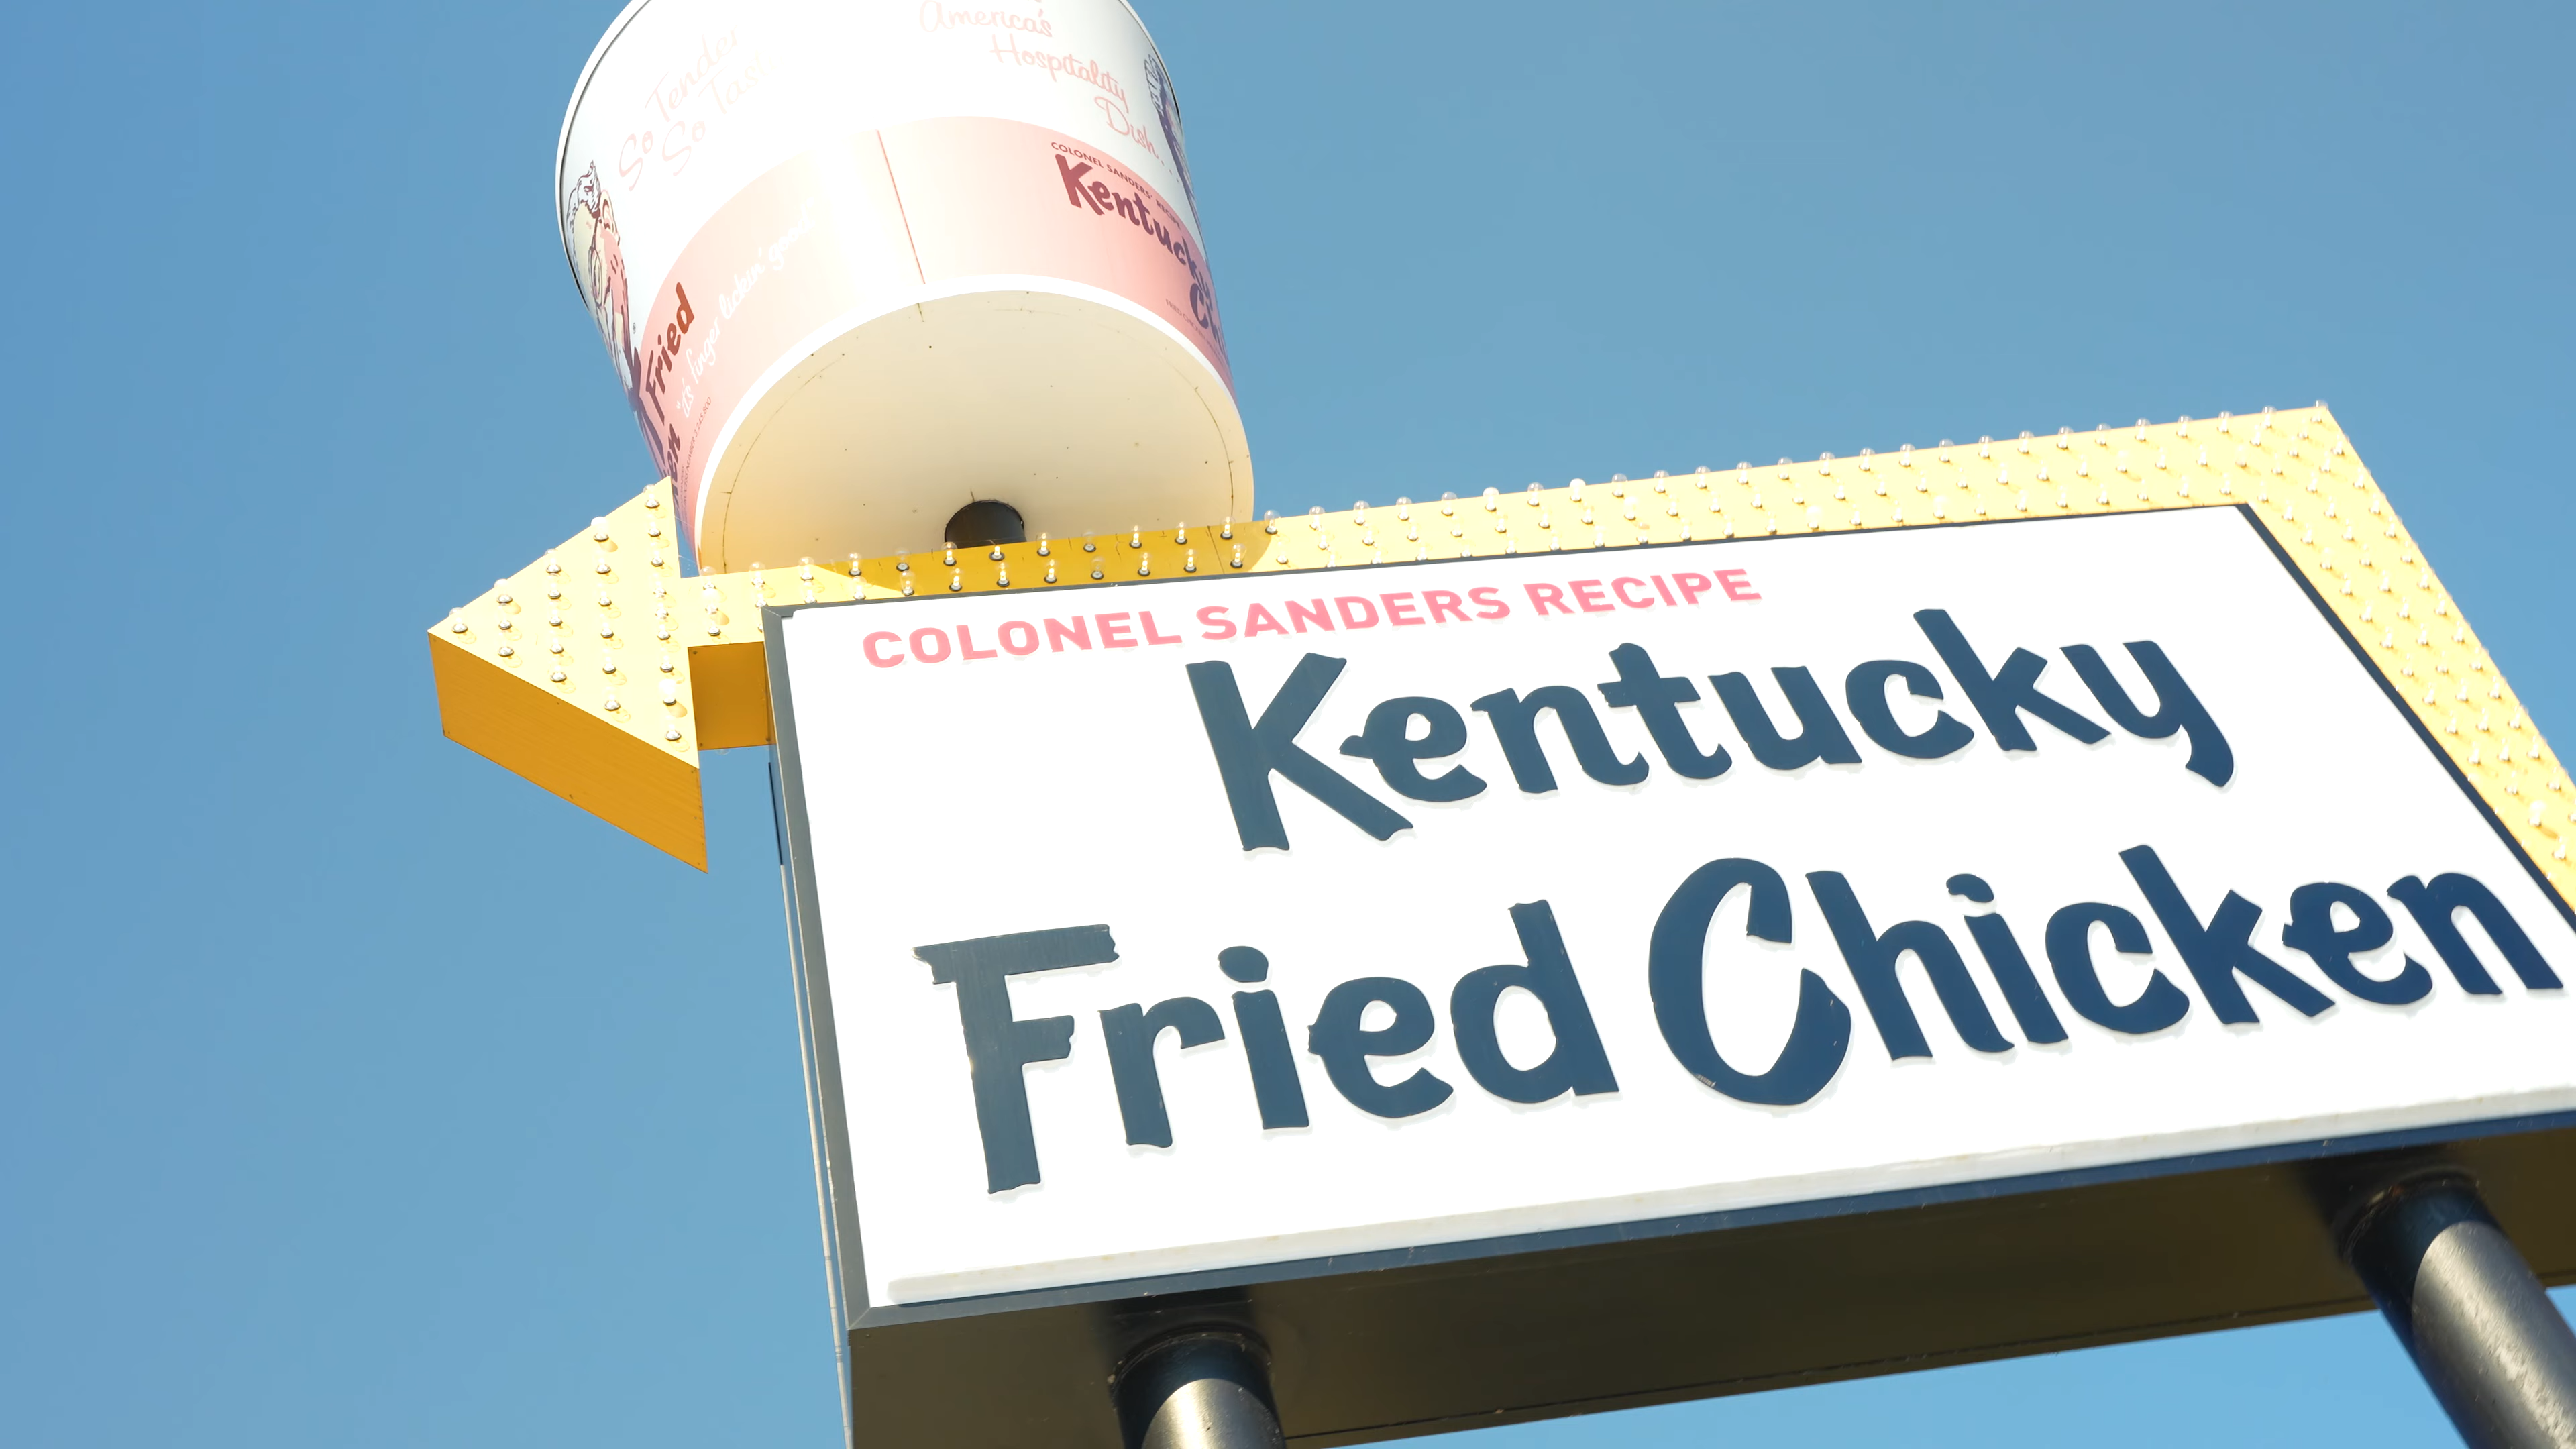 America's
Hospitality
Dish
So Tender
So
COLONEL SANDERS' RECIPE
Kentucky
Fried
"it's finger lickin' good"
COLONEL SANDERS RECIPE
Kentucky
Fried Chicken